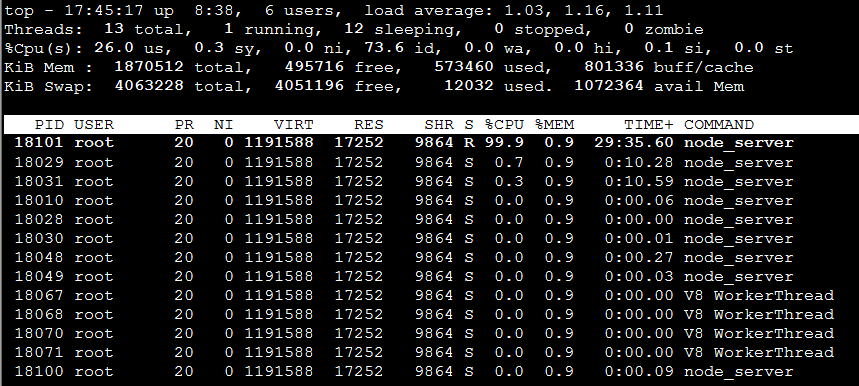 top - 17:45:17 up  8:38,  6 users,  load average: 1.03, 1.16, 1.11
Threads:  13 total,   1 running,  12 sleeping,   0 stopped,   0 zombie
%Cpu(s): 26.0 us,  0.3 sy,  0.0 ni, 73.6 id,  0.0 wa,  0.0 hi,  0.1 si,  0.0 st
KiB Mem :  1870512 total,   495716 free,   573460 used,   801336 buff/cache
KiB Swap:  4063228 total,  4051196 free,    12032 used.  1072364 avail Mem
PID USER      PR  NI    VIRT    RES    SHR S %CPU %MEM     TIME+ COMMAND
18101 root      20   0 1191588  17252   9864 R 99.9  0.9  29:35.60 node_server
18029 root      20   0 1191588  17252   9864 S  0.7  0.9   0:10.28 node_server
18031 root      20   0 1191588  17252   9864 S  0.3  0.9   0:10.59 node_server
18010 root      20   0 1191588  17252   9864 S  0.0  0.9   0:00.06 node_server
18028 root      20   0 1191588  17252   9864 S  0.0  0.9   0:00.00 node_server
18030 root      20   0 1191588  17252   9864 S  0.0  0.9   0:00.01 node_server
18048 root      20   0 1191588  17252   9864 S  0.0  0.9   0:00.27 node_server
18049 root      20   0 1191588  17252   9864 S  0.0  0.9   0:00.03 node_server
18067 root      20   0 1191588  17252   9864 S  0.0  0.9   0:00.00 V8 WorkerThread
18068 root      20   0 1191588  17252   9864 S  0.0  0.9   0:00.00 V8 WorkerThread
18070 root      20   0 1191588  17252   9864 S  0.0  0.9   0:00.00 V8 WorkerThread
18071 root      20   0 1191588  17252   9864 S  0.0  0.9   0:00.00 V8 WorkerThread
18100 root      20   0 1191588  17252   9864 S  0.0  0.9   0:00.09 node_server